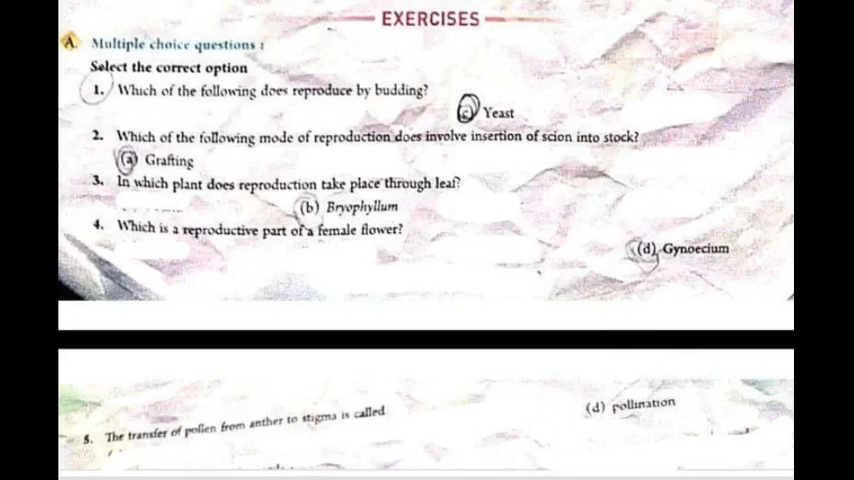 EXERCISES
A. Multiple choice questions :
Select the correct option
1. Which of the following does reproduce by budding?
(c) Yeast
2. Which of the following mode of reproduction does involve insertion of scion into stock?
(a) Grafting
3. In which plant does reproduction take place through leaf?
(b) Bryophyllum
4. Which is a reproductive part of a female flower?
(d) Gynoecium
5. The transfer of pollen from anther to stigma is called
(d) pollination